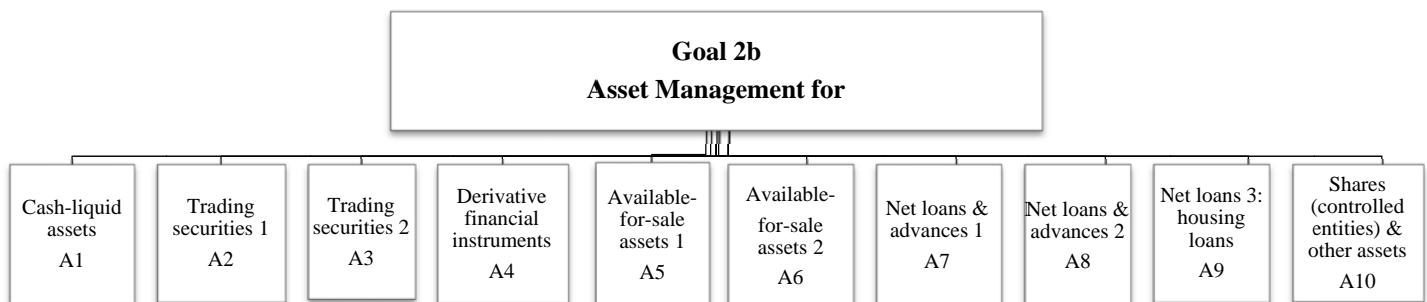 Goal 2b
Asset Management for
Cash-liquid
assets
A1
Trading
securities 1
A2
Trading
securities 2
A3
Derivative
financial
instruments
A4
Available-
for-sale
assets 1
A5
Available-
for-sale
assets 2
A6
Net loans &
advances 1
A7
Net loans &
advances 2
A8
Net loans 3:
housing
loans
A9
Shares
(controlled
entities) &
other assets
A10